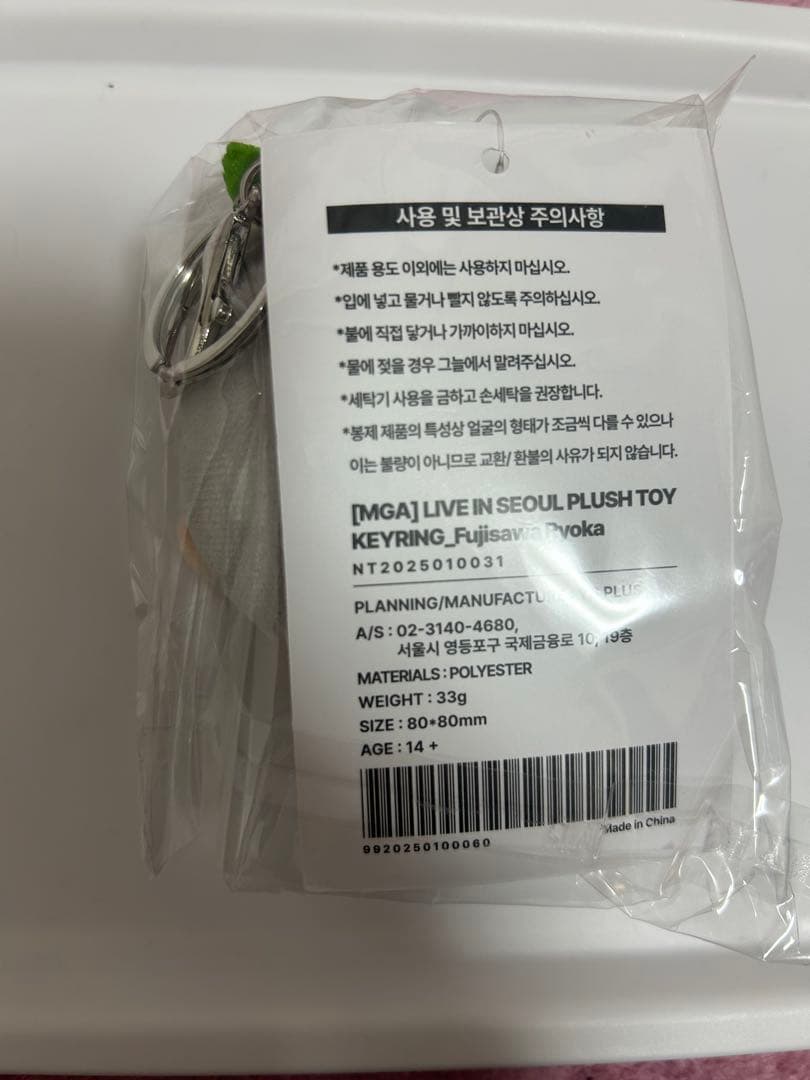 사용 및 보관상 주의사항
*제품 용도 이외에는 사용하지 마십시오.
*입에 넣고 물거나 빨지 않도록 주의하십시오.
*불에 직접 닿거나 가까이하지 마십시오.
*물에 젖을 경우 그늘에서 말려주십시오.
*세탁기 사용을 금하고 손세탁을 권장합니다.
*봉제 제품의 특성상 얼굴의 형태가 조금씩 다를 수 있으나
이는 불량이 아니므로 교환/ 환불의 사유가 되지 않습니다.
[MGA] LIVE IN SEOUL PLUSH TOY
KEYRING_Fujisawa Ryoka
NT2025010031
PLANNING/MANUFACTU PLUS
A/S : 02-3140-4680,
서울시 영등포구 국제금융로 10, 19층
MATERIALS : POLYESTER
WEIGHT : 33g
SIZE : 80*80mm
AGE : 14 +
Made in China
9920250100060